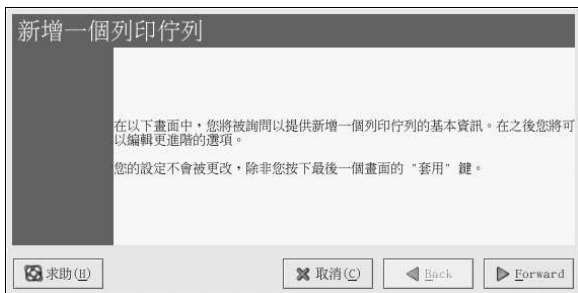 新增一個列印佇列
在以下畫面中，您將被詢問以提供新增一個列印佇列的基本資訊。在之後您將可
以編輯更進階的選項。
您的設定不會被更改，除非您按下最後一個畫面的 "套用" 鍵。
求助(H)
取消(C)
Back
Forward